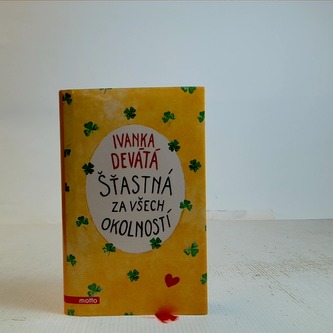 IVANKA
DEVÁTÁ
ŠŤASTNÁ
ZA VŠECH
OKOLNOSTÍ
motto